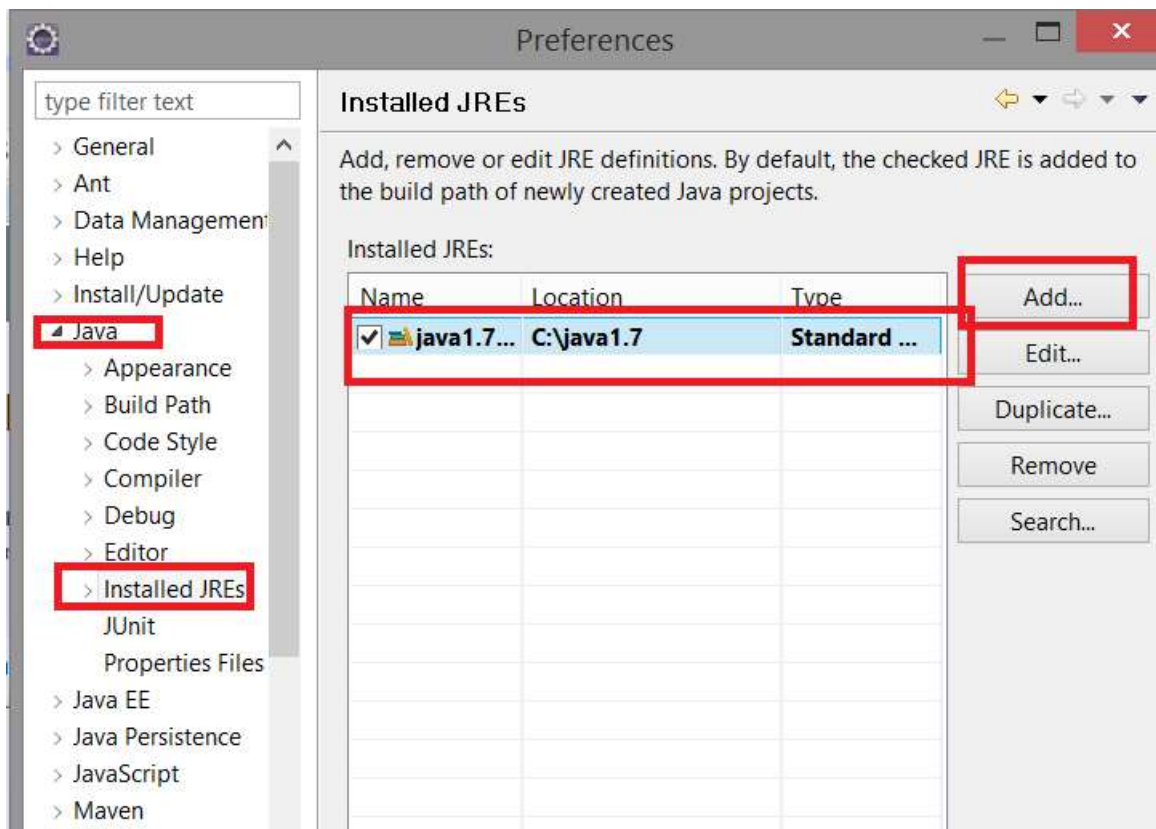 Preferences
type filter text
General
Ant
Data Management
Help
Install/Update
Java
Appearance
Build Path
Code Style
Compiler
Debug
Editor
Installed JREs
JUnit
Properties Files
Java EE
Java Persistence
JavaScript
Maven
Installed JREs
Add, remove or edit JRE definitions. By default, the checked JRE is added to
the build path of newly created Java projects.
Installed JREs:
Name Location Type
java1.7... C:\java1.7 Standard ...
Add...
Edit...
Duplicate...
Remove
Search...